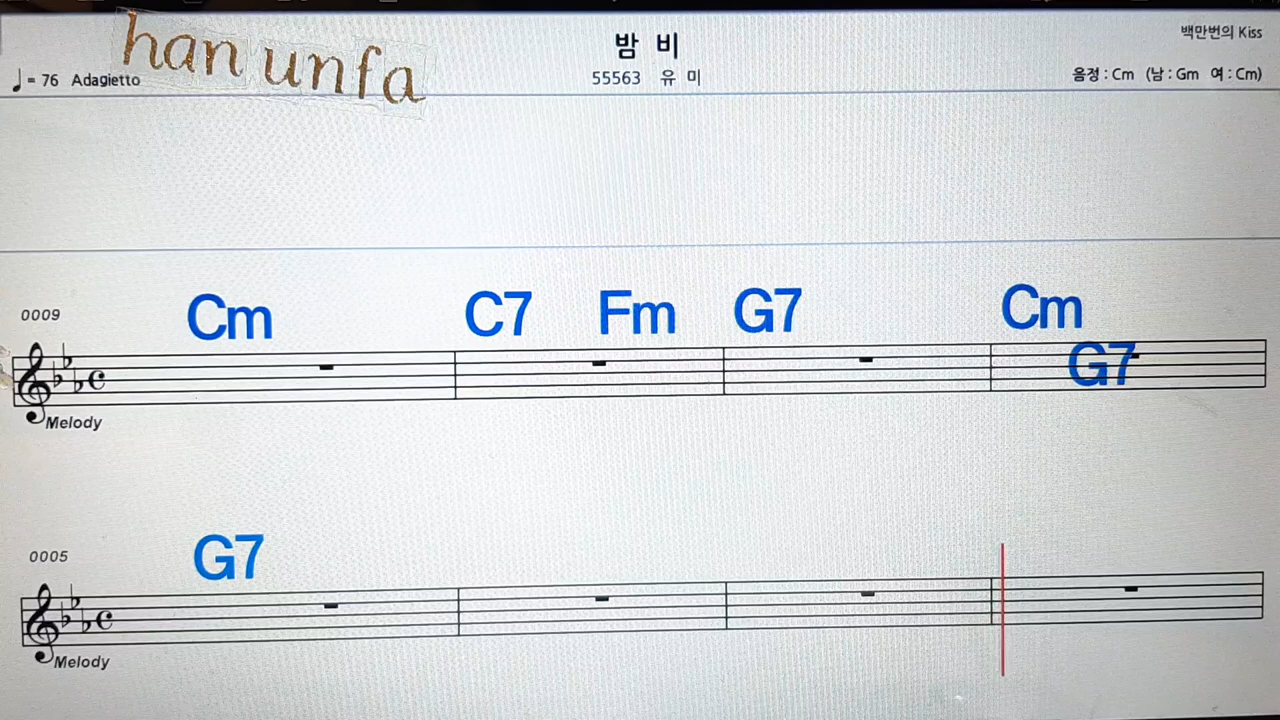 han unfa
밤 비
백만번의 Kiss
♩= 76 Adagietto
55563 유 미
음정 : Cm (남 : Gm 여 : Cm)
0009
Cm C7 Fm G7 Cm
G7
Melody
0005
G7
Melody